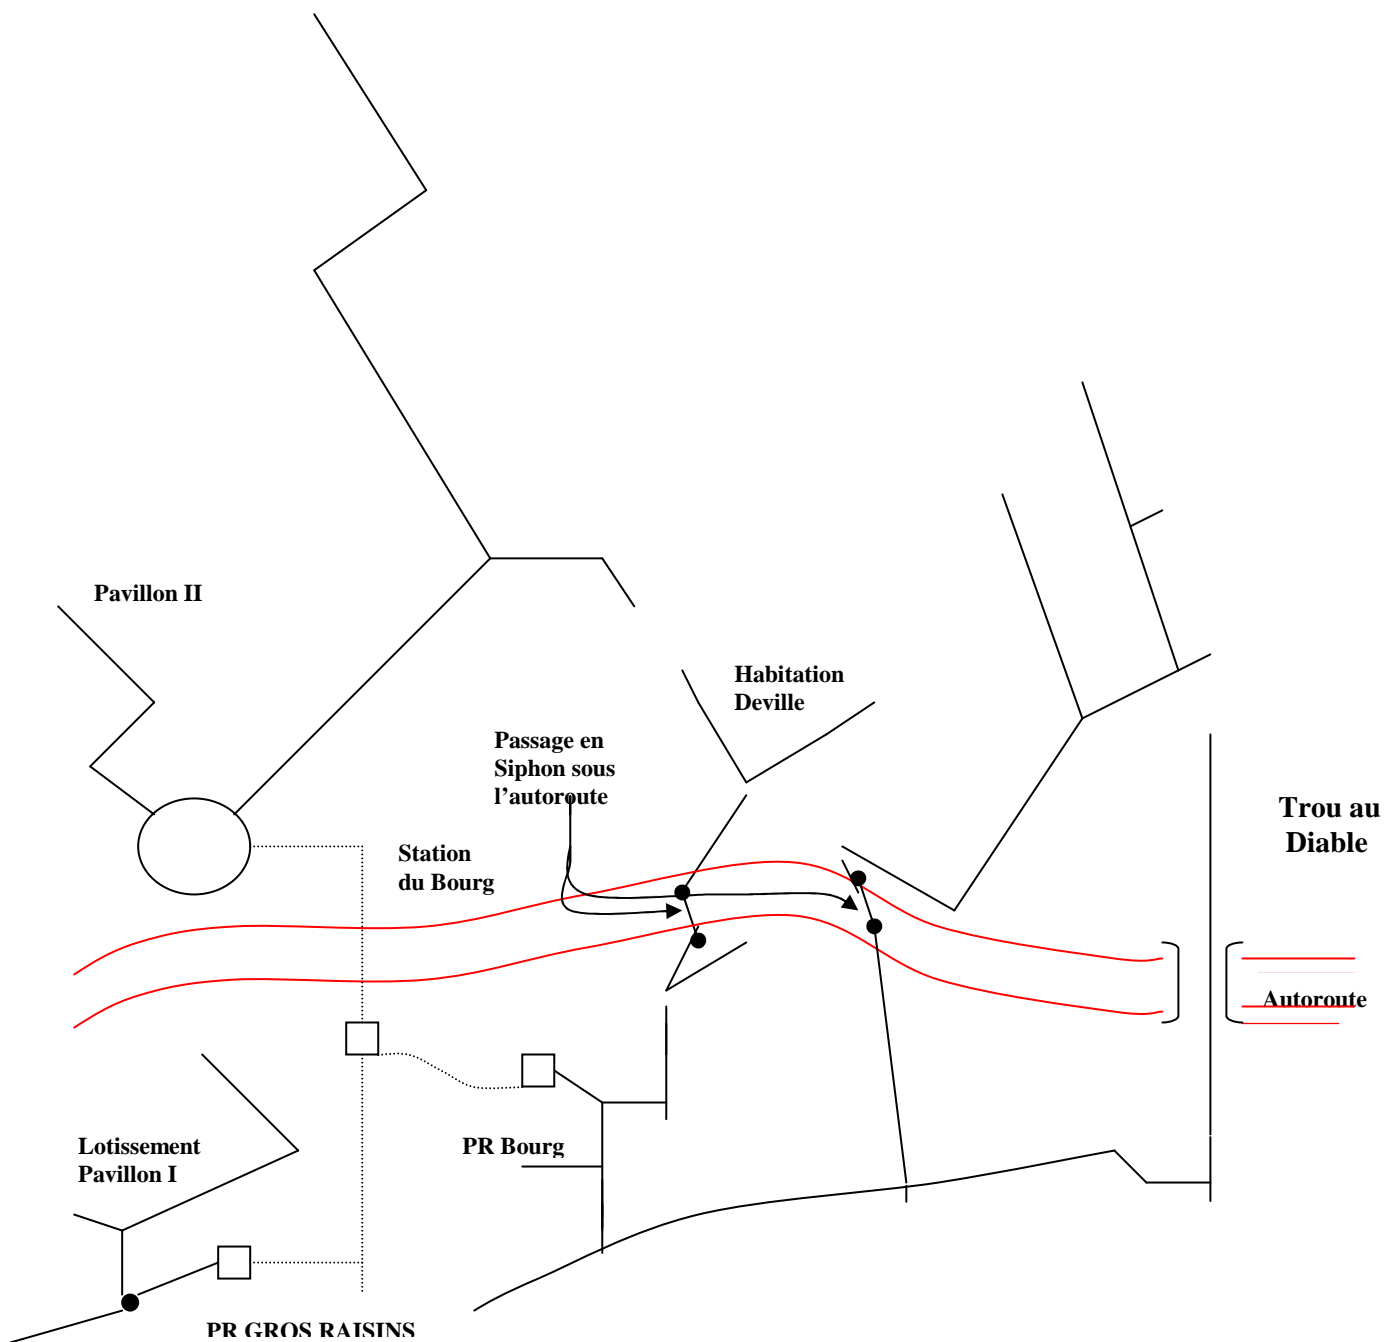 Pavillon II
Habitation
Deville
Passage en
Siphon sous
l’autoroute
Trou au
Diable
Station
du Bourg
Autoroute
Lotissement
Pavillon I
PR Bourg
PR GROS RAISINS